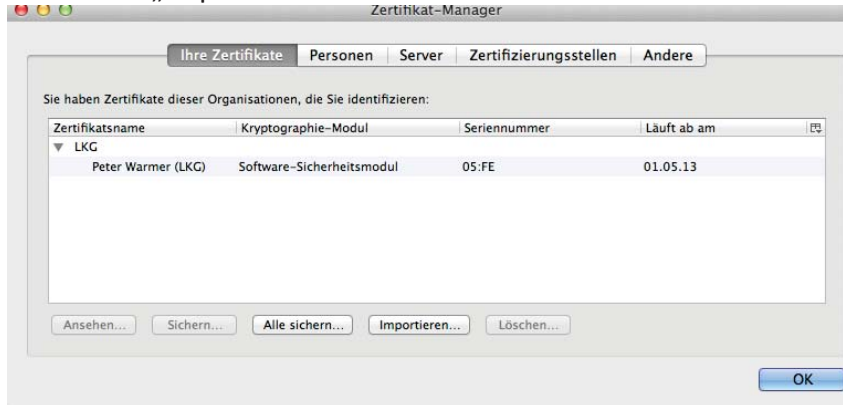 Zertifikat-Manager
Ihre Zertifikate Personen Server Zertifizierungsstellen Andere
Sie haben Zertifikate dieser Organisationen, die Sie identifizieren:
Zertifikatsname Kryptographie-Modul Seriennummer Läuft ab am
LKG
Peter Warmer (LKG) Software-Sicherheitsmodul 05:FE 01.05.13
Ansehen... Sichern... Alle sichern... Importieren... Löschen...
OK